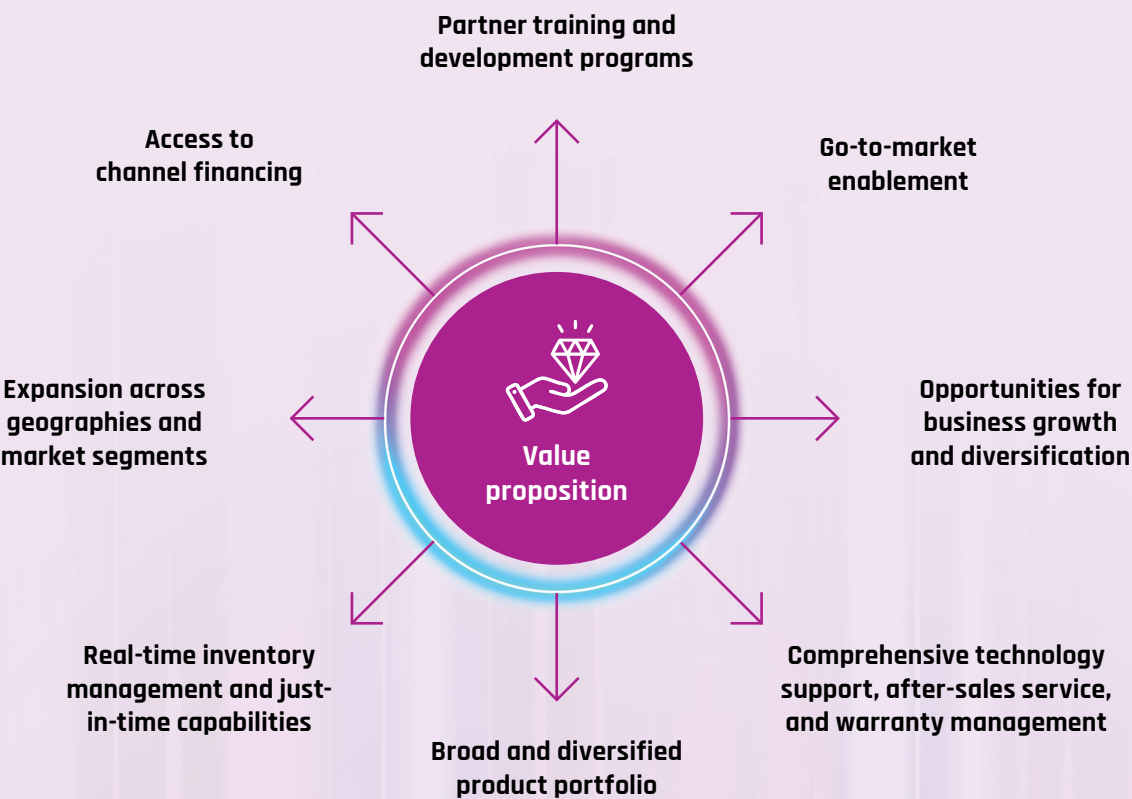 Partner training and
development programs
Access to
channel financing
Go-to-market
enablement
Expansion across
geographies and
market segments
Value
proposition
Opportunities for
business growth
and diversification
Real-time inventory
management and just-
in-time capabilities
Comprehensive technology
support, after-sales service,
and warranty management
Broad and diversified
product portfolio